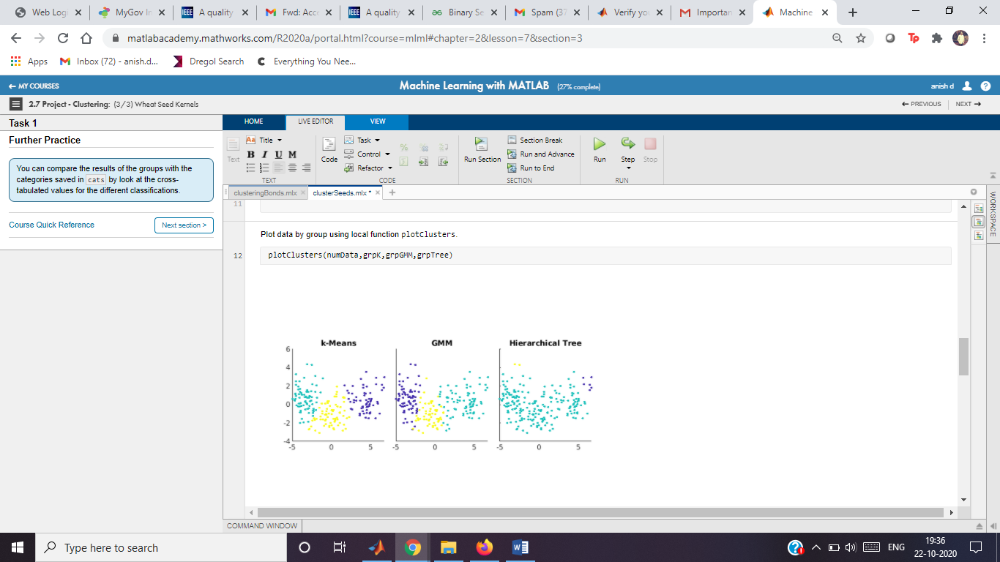 Web Logi
MyGov In
A quality
Fwd: Acce
A quality
Binary Se
Spam (37
Verify you
Importan
Machine
matlabacademy.mathworks.com/R2020a/portal.html?course=mlml#chapter=2&lesson=7&section=3
Apps
Inbox (72) - anish.d...
Dregol Search
Everything You Nee...
← MY COURSES
Machine Learning with MATLAB (27% complete)
anish d
2.7 Project - Clustering: (3/3) Wheat Seed Kernels
← PREVIOUS
NEXT →
Task 1
Further Practice
You can compare the results of the groups with the
categories saved in cats by look at the cross-
tabulated values for the different classifications.
Course Quick Reference
Next section >
HOME
LIVE EDITOR
VIEW
Text
Aa Title
B I U M
TEXT
Code
Task
Control
Refactor
CODE
Run Section
Section Break
Run and Advance
Run to End
SECTION
Run
Step
Stop
RUN
clusteringBonds.mlx
clusterSeeds.mlx *
WORKSPACE
11
Plot data by group using local function plotClusters.
12
plotClusters(numData,grpK,grpGMM,grpTree)
k-Means
GMM
Hierarchical Tree
6
4
2
0
-2
-4
-5 0 5
-5 0 5
-5 0 5
COMMAND WINDOW
Type here to search
ENG
19:36
22-10-2020